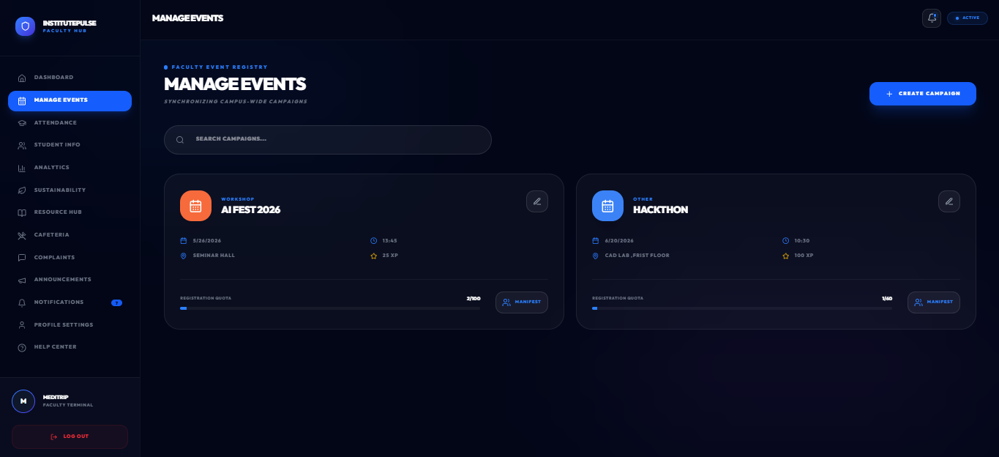 INSTITUTEPULSE
FACULTY HUB
DASHBOARD
MANAGE EVENTS
ATTENDANCE
STUDENT INFO
ANALYTICS
SUSTAINABILITY
RESOURCE HUB
CAFETERIA
COMPLAINTS
ANNOUNCEMENTS
NOTIFICATIONS 7
PROFILE SETTINGS
HELP CENTER
M
MEDITRIP
FACULTY TERMINAL
LOG OUT
MANAGE EVENTS
ACTIVE
FACULTY EVENT REGISTRY
MANAGE EVENTS
SYNCHRONIZING CAMPUS-WIDE CAMPAIGNS
CREATE CAMPAIGN
SEARCH CAMPAIGNS...
WORKSHOP
AI FEST 2026
5/26/2026 13:45
SEMINAR HALL 25 XP
REGISTRATION QUOTA 2/100
MANIFEST
OTHER
HACKTHON
6/20/2026 10:30
CAD LAB ,FRIST FLOOR 100 XP
REGISTRATION QUOTA 1/60
MANIFEST